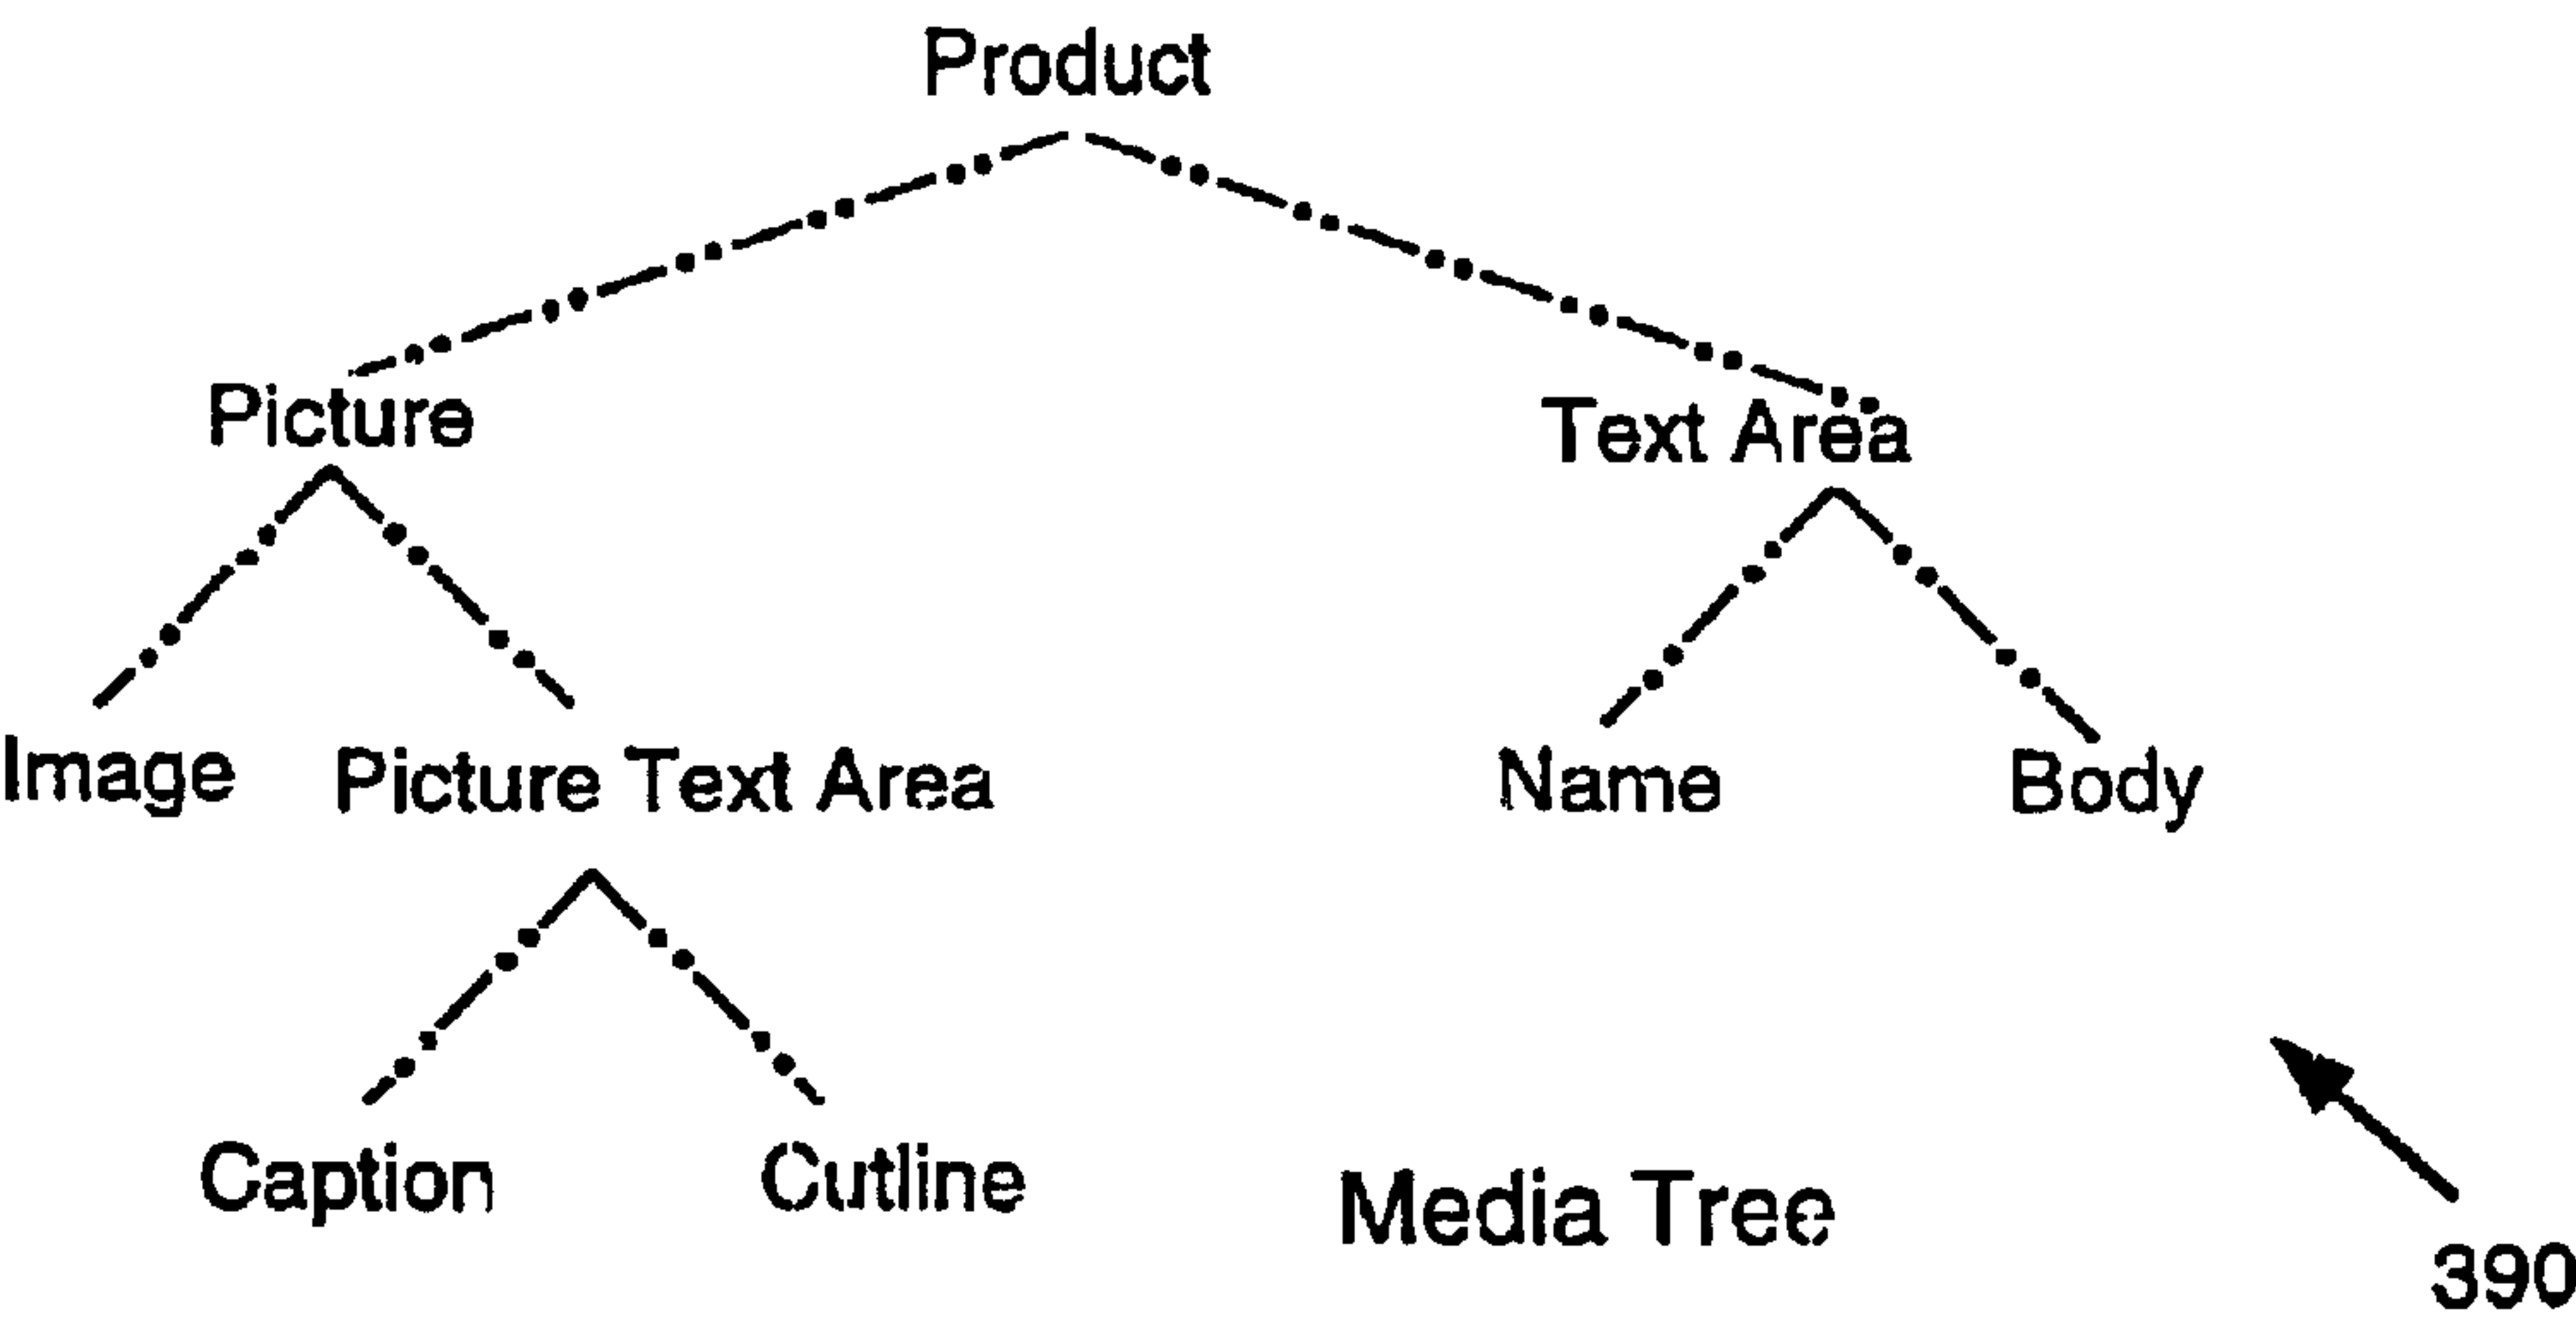 Product
Picture
Text Area
Image
Picture Text Area
Name
Body
Caption
Cutline
Media Tree
390